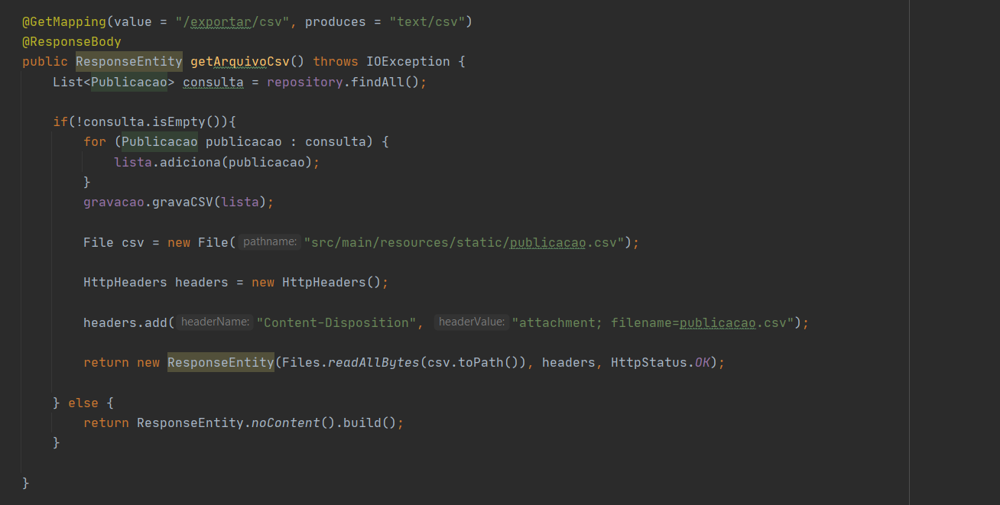 @GetMapping(value = "/exportar/csv", produces = "text/csv")
@ResponseBody
public ResponseEntity getArquivoCsv() throws IOException {
List<Publicacao> consulta = repository.findAll();
if(!consulta.isEmpty()){
for (Publicacao publicacao : consulta) {
lista.adiciona(publicacao);
}
gravacao.gravaCSV(lista);
File csv = new File( pathname: "src/main/resources/static/publicacao.csv");
HttpHeaders headers = new HttpHeaders();
headers.add( headerName: "Content-Disposition", headerValue: "attachment; filename=publicacao.csv");
return new ResponseEntity(Files.readAllBytes(csv.toPath()), headers, HttpStatus.OK);
} else {
return ResponseEntity.noContent().build();
}
}